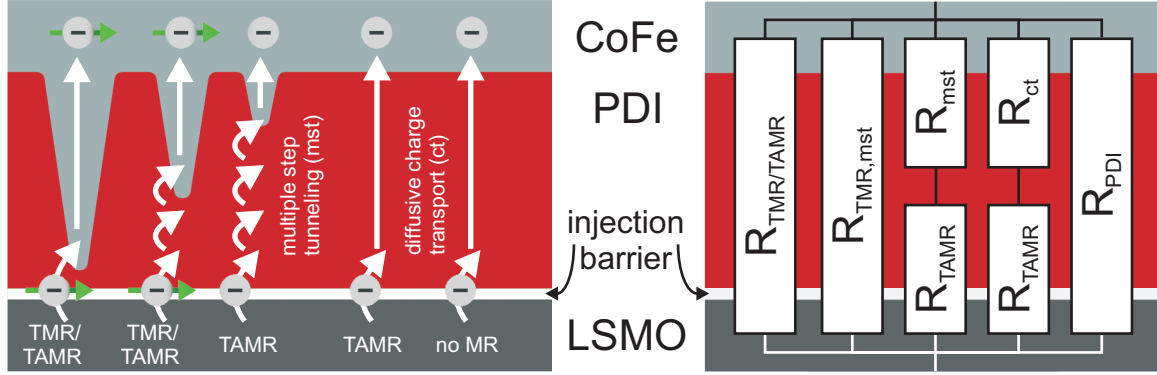 TMR/
TAMR
TMR/
TAMR
TAMR
TAMR
no MR
multiple step
tunneling (mst)
diffusive charge
transport (ct)
CoFe
PDI
injection
barrier
LSMO
R_TMR/TAMR
R_TMR,mst
R_mst
R_TAMR
R_ct
R_TAMR
R_PDI